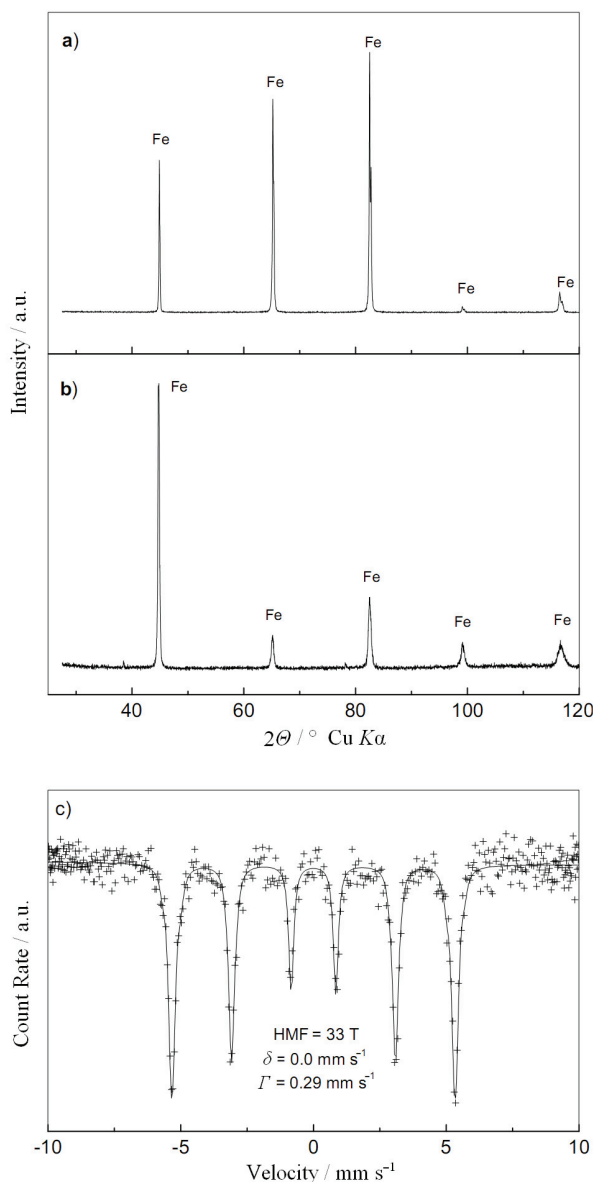 a)
Fe
Fe
Fe
Fe
Fe
b)
Fe
Fe
Fe
Fe
Fe
Intensity / a.u.
40 60 80 100 120
2Θ / ° Cu Kα
c)
Count Rate / a.u.
HMF = 33 T
δ = 0.0 mm s⁻¹
Γ = 0.29 mm s⁻¹
-10 -5 0 5 10
Velocity / mm s⁻¹